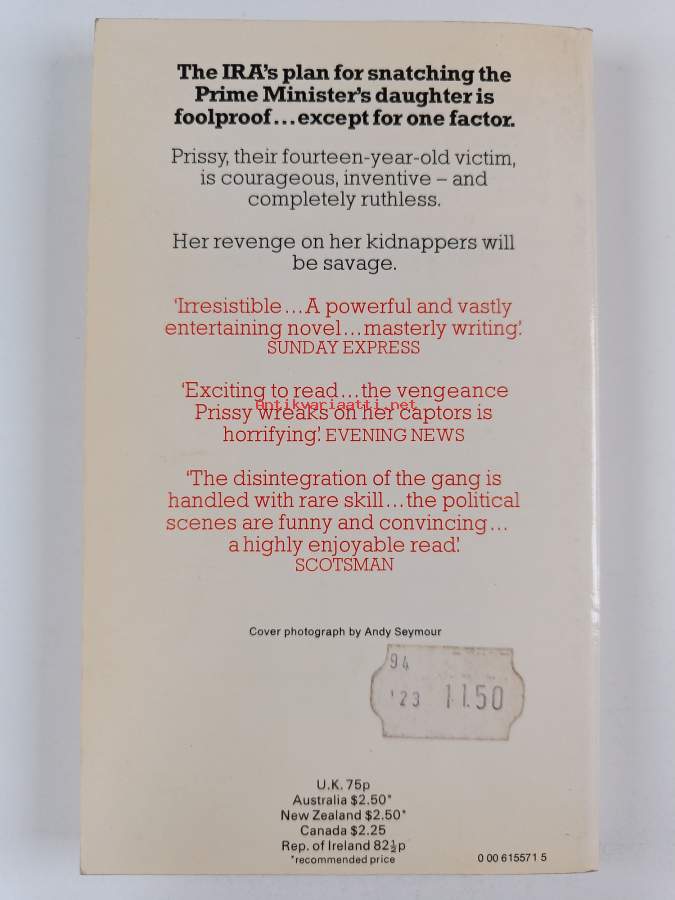 The IRA's plan for snatching the
Prime Minister's daughter is
foolproof...except for one factor.
Prissy, their fourteen-year-old victim,
is courageous, inventive – and
completely ruthless.
Her revenge on her kidnappers will
be savage.
'Irresistible...A powerful and vastly
entertaining novel...masterly writing.'
SUNDAY EXPRESS
'Exciting to read...the vengeance
antikvariaatti.net
Prissy wreaks on her captors is
horrifying.' EVENING NEWS
'The disintegration of the gang is
handled with rare skill...the political
scenes are funny and convincing...
a highly enjoyable read.'
SCOTSMAN
Cover photograph by Andy Seymour
94
'23 11.50
U.K. 75p
Australia $2.50*
New Zealand $2.50*
Canada $2.25
Rep. of Ireland 82½p
*recommended price
0 00 615571 5